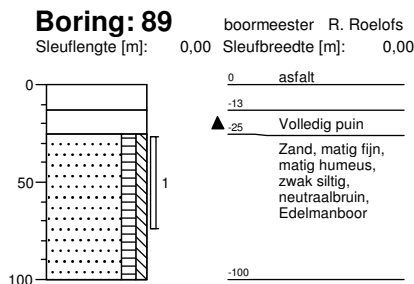 Boring: 89 boormeester R. Roelofs
Sleuflengte [m]: 0,00 Sleufbreedte [m]: 0,00
0
50
100
1
0 asfalt
-13
Volledig puin
-25
Zand, matig fijn,
matig humeus,
zwak siltig,
neutraalbruin,
Edelmanboor
-100